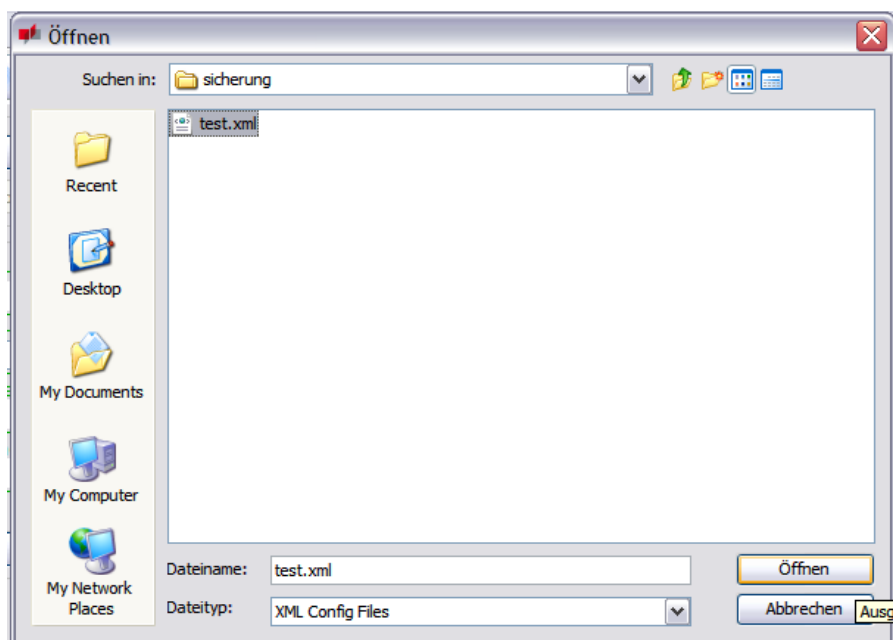 Öffnen
Suchen in:
sicherung
test.xml
Recent
Desktop
My Documents
My Computer
My Network
Places
Dateiname:
test.xml
Öffnen
Dateityp:
XML Config Files
Abbrechen